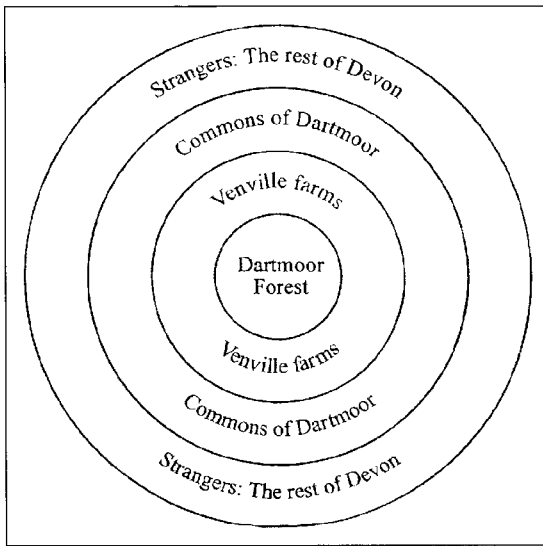 Strangers: The rest of Devon
Commons of Dartmoor
Venville farms
Dartmoor
Forest
Venville farms
Commons of Dartmoor
Strangers: The rest of Devon